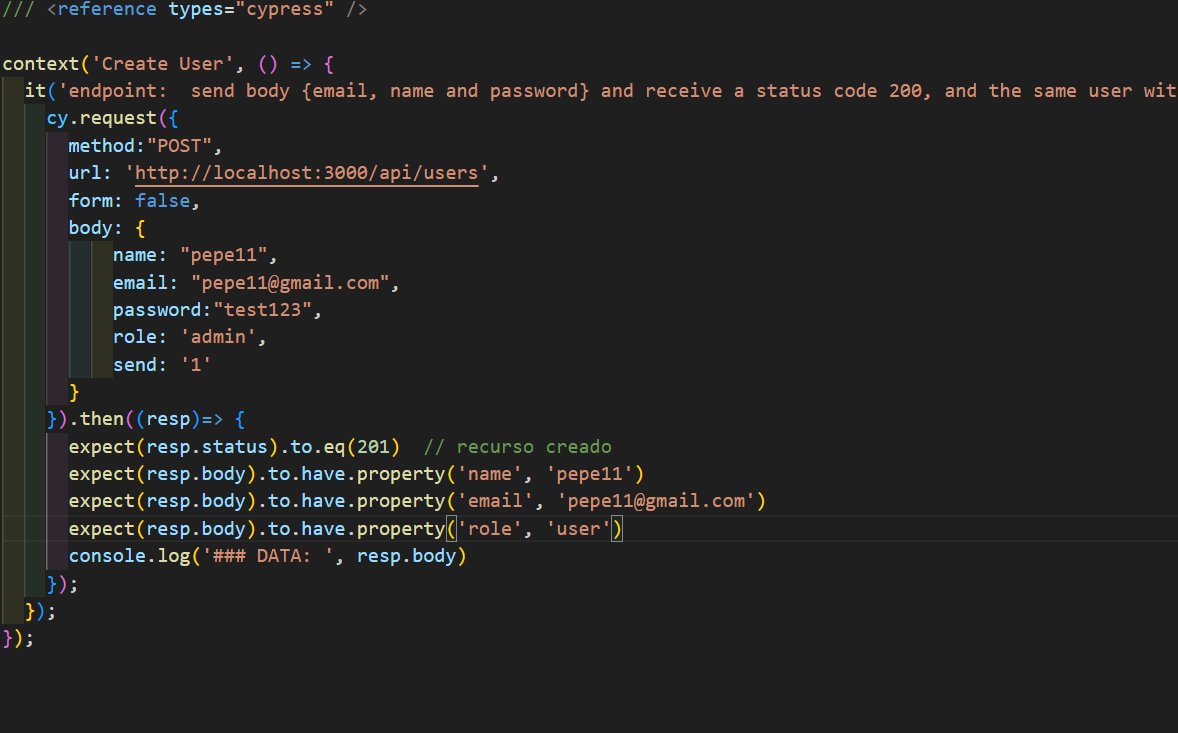 /// <reference types="cypress" />
context('Create User', () => {
it('endpoint:  send body {email, name and password} and receive a status code 200, and the same user wit
cy.request({
method:"POST",
url: 'http://localhost:3000/api/users',
form: false,
body: {
name: "pepe11",
email: "pepe11@gmail.com",
password:"test123",
role: 'admin',
send: '1'
}
}).then((resp)=> {
expect(resp.status).to.eq(201)  // recurso creado
expect(resp.body).to.have.property('name', 'pepe11')
expect(resp.body).to.have.property('email', 'pepe11@gmail.com')
expect(resp.body).to.have.property('role', 'user')
console.log('### DATA: ', resp.body)
});
});
});